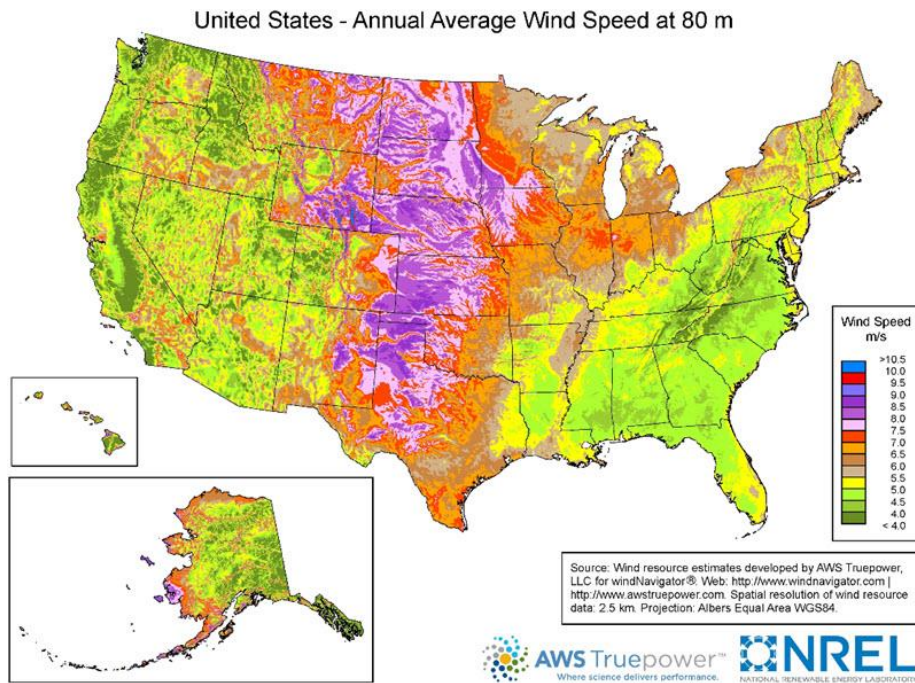 United States - Annual Average Wind Speed at 80 m
Wind Speed
m/s
>10.5
10.0
9.5
9.0
8.5
8.0
7.5
7.0
6.5
6.0
5.5
5.0
4.5
4.0
< 4.0
Source: Wind resource estimates developed by AWS Truepower,
LLC for windNavigator®. Web: http://www.windnavigator.com |
http://www.awstruepower.com. Spatial resolution of wind resource
data: 2.5 km. Projection: Albers Equal Area WGS84.
AWS Truepower™
Where science delivers performance.
NREL
NATIONAL RENEWABLE ENERGY LABORATORY